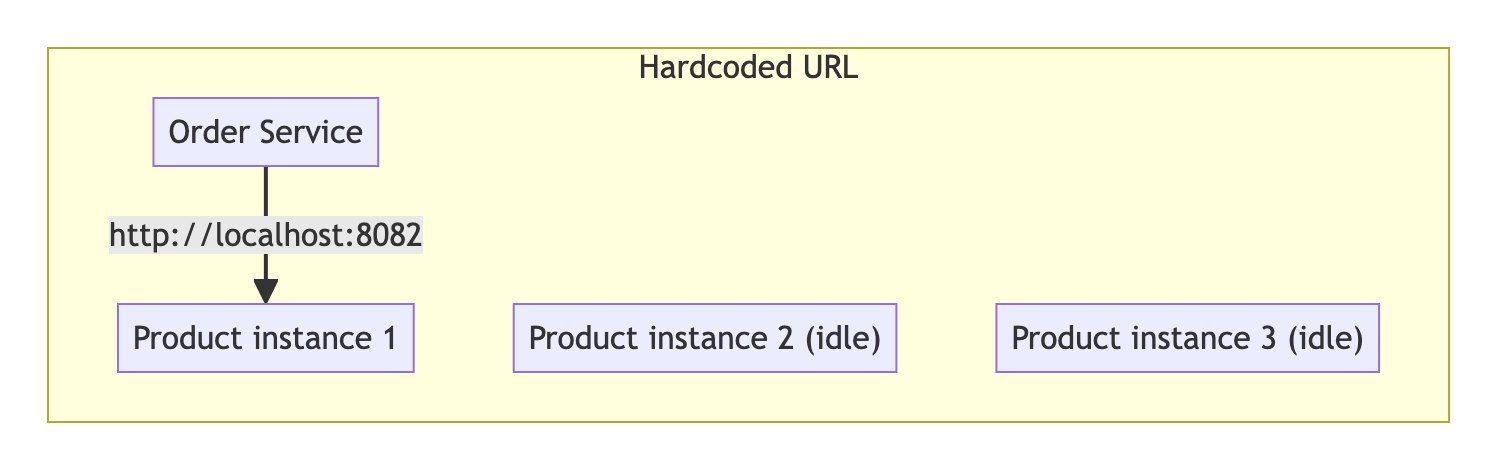 Hardcoded URL
Order Service
http://localhost:8082
Product instance 1
Product instance 2 (idle)
Product instance 3 (idle)